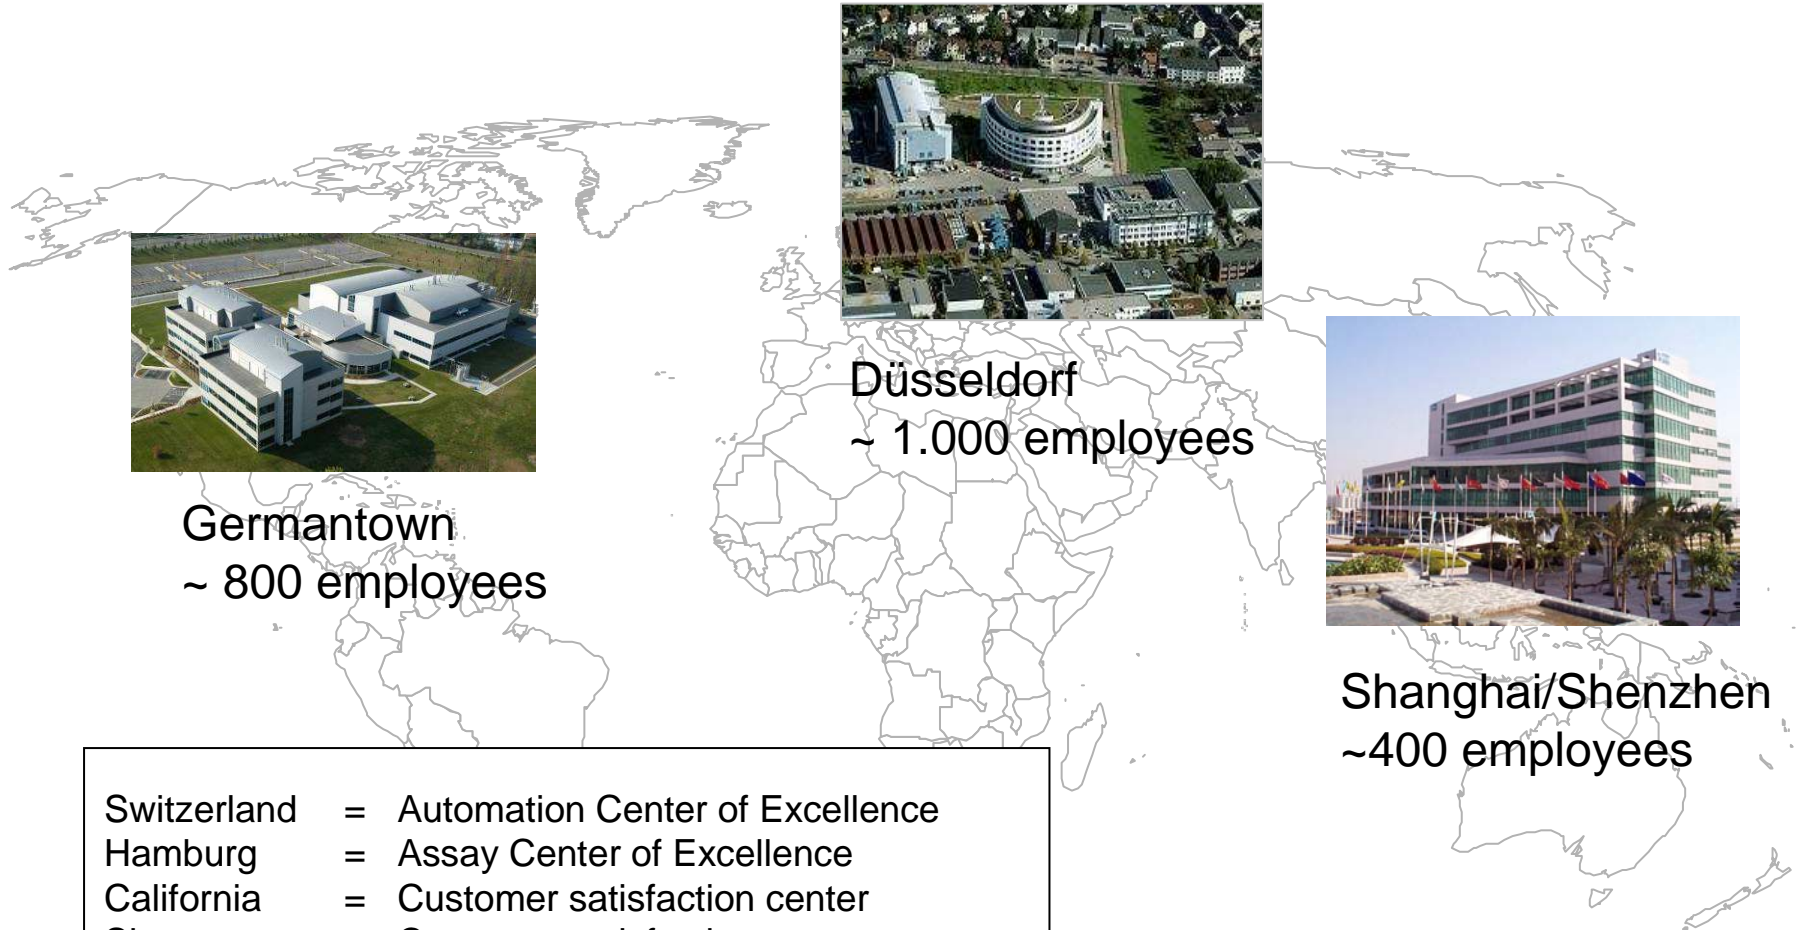 Düsseldorf
~ 1.000 employees
Germantown
~ 800 employees
Shanghai/Shenzhen
~400 employees
Switzerland = Automation Center of Excellence
Hamburg = Assay Center of Excellence
California = Customer satisfaction center